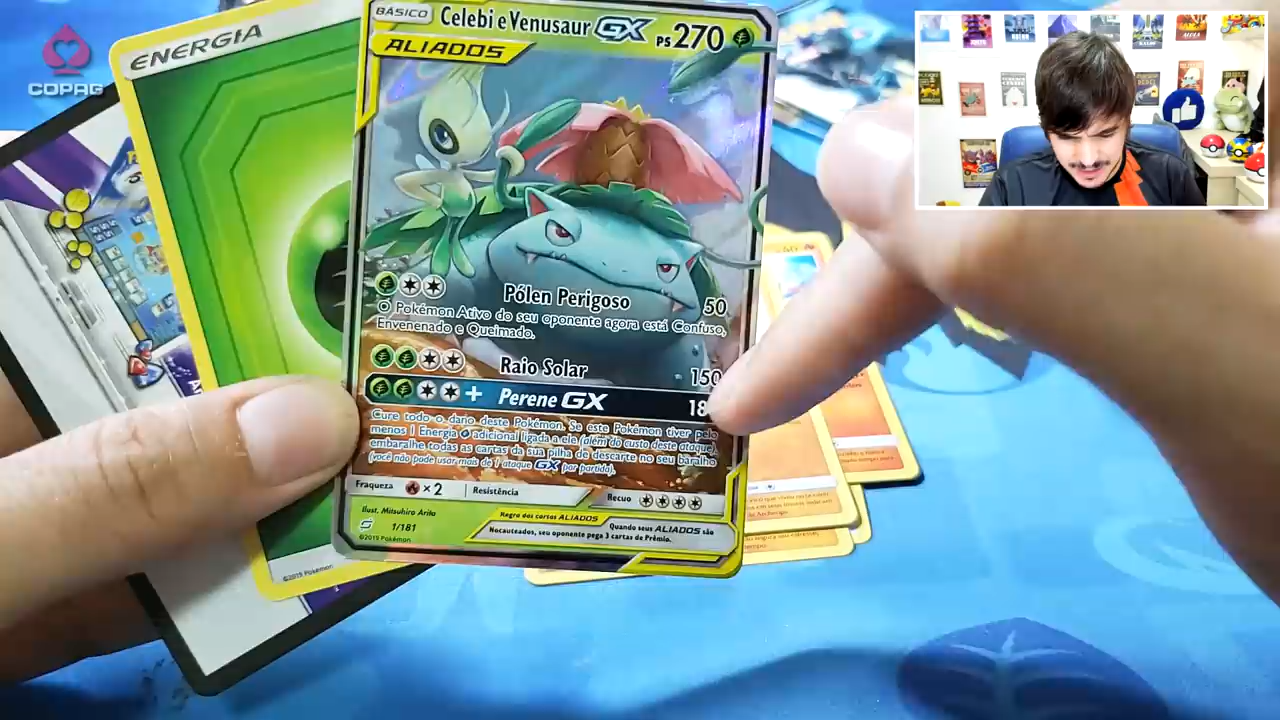 COPAG
ENERGIA
BÁSICO
Celebi e Venusaur GX PS 270
ALIADOS
Pólen Perigoso 50
O Pokémon Ativo do seu oponente agora está Confuso,
Envenenado e Queimado.
Raio Solar 150
+ Perene GX 18
Cure todo o dano deste Pokémon. Se este Pokémon tiver pelo
menos 1 Energia adicional ligada a ele (além do custo deste ataque),
embaralhe todas as cartas da sua pilha de descarte no seu baralho
(você não pode usar mais de 1 ataque GX por partida).
Fraqueza ×2 Resistência Recuo
Ilust. Mitsuhiro Arita
1/181
©2019 Pokémon
Regra dos cartas ALIADOS
Quando seus ALIADOS são
Nocauteados, seu oponente pega 3 cartas de Prêmio.
©2019 Pokémon